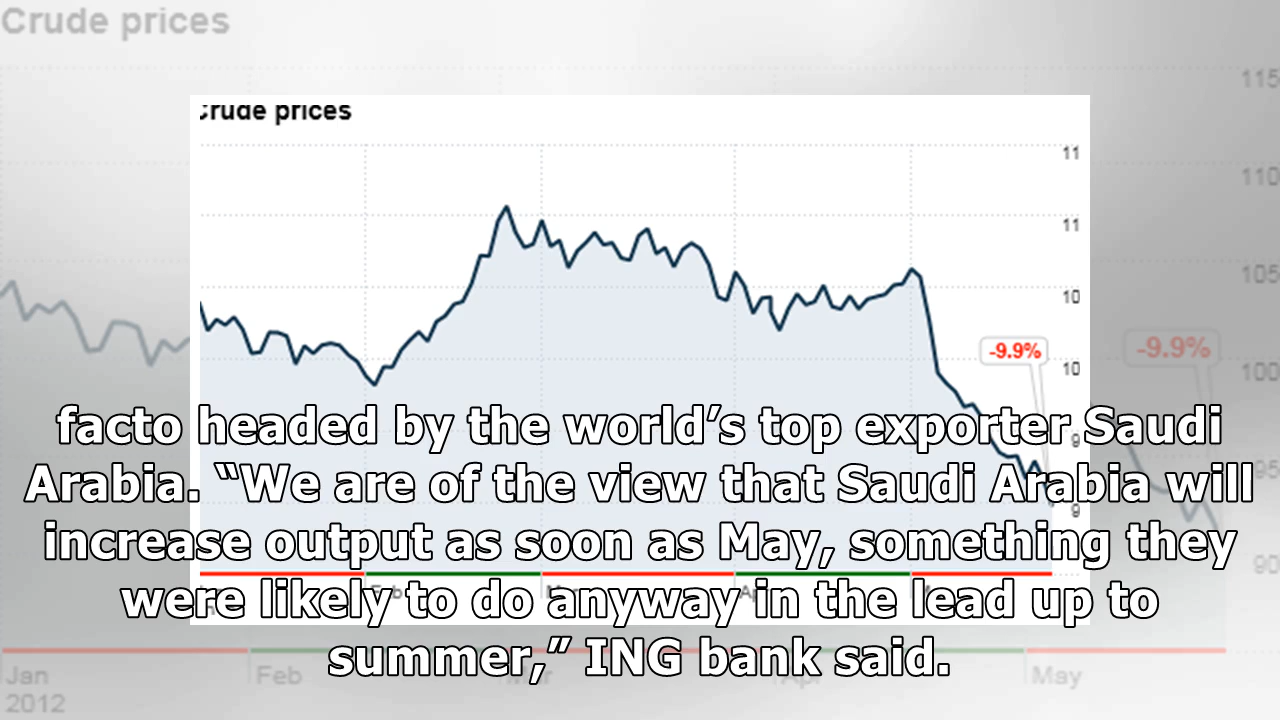 Crude prices
115
crude prices
11
110
11
105
10
-9.9%
-9.9%
10
100
facto headed by the world’s top exporter Saudi
9
Arabia. “We are of the view that Saudi Arabia will
95
9
increase output as soon as May, something they
90
were likely to do anyway in the lead up to
summer,” ING bank said.
Jan
Feb
May
2012